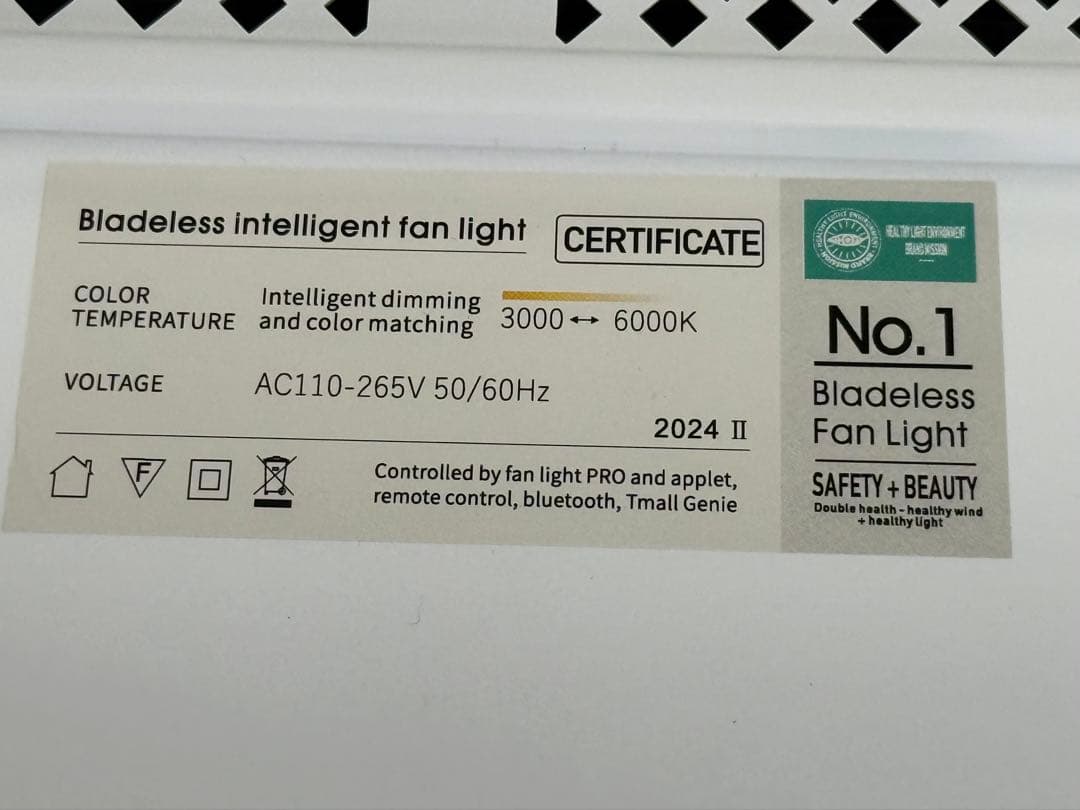 Bladeless intelligent fan light
CERTIFICATE
COLOR
TEMPERATURE
Intelligent dimming
and color matching
3000 ↔ 6000K
VOLTAGE
AC110-265V 50/60Hz
2024 II
F
Controlled by fan light PRO and applet,
remote control, bluetooth, Tmall Genie
No.1
Bladeless
Fan Light
SAFETY + BEAUTY
Double health - healthy wind
+ healthy light